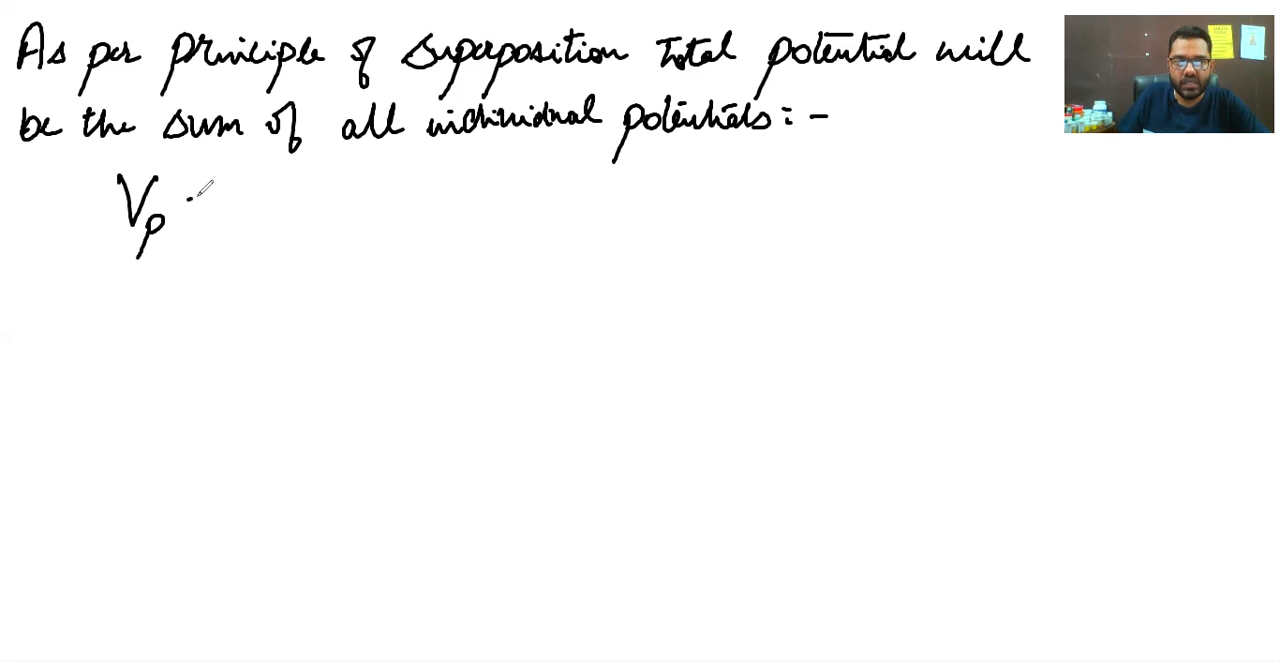 As per principle of superposition total potential will
be the sum of all individual potentials :-
Vp